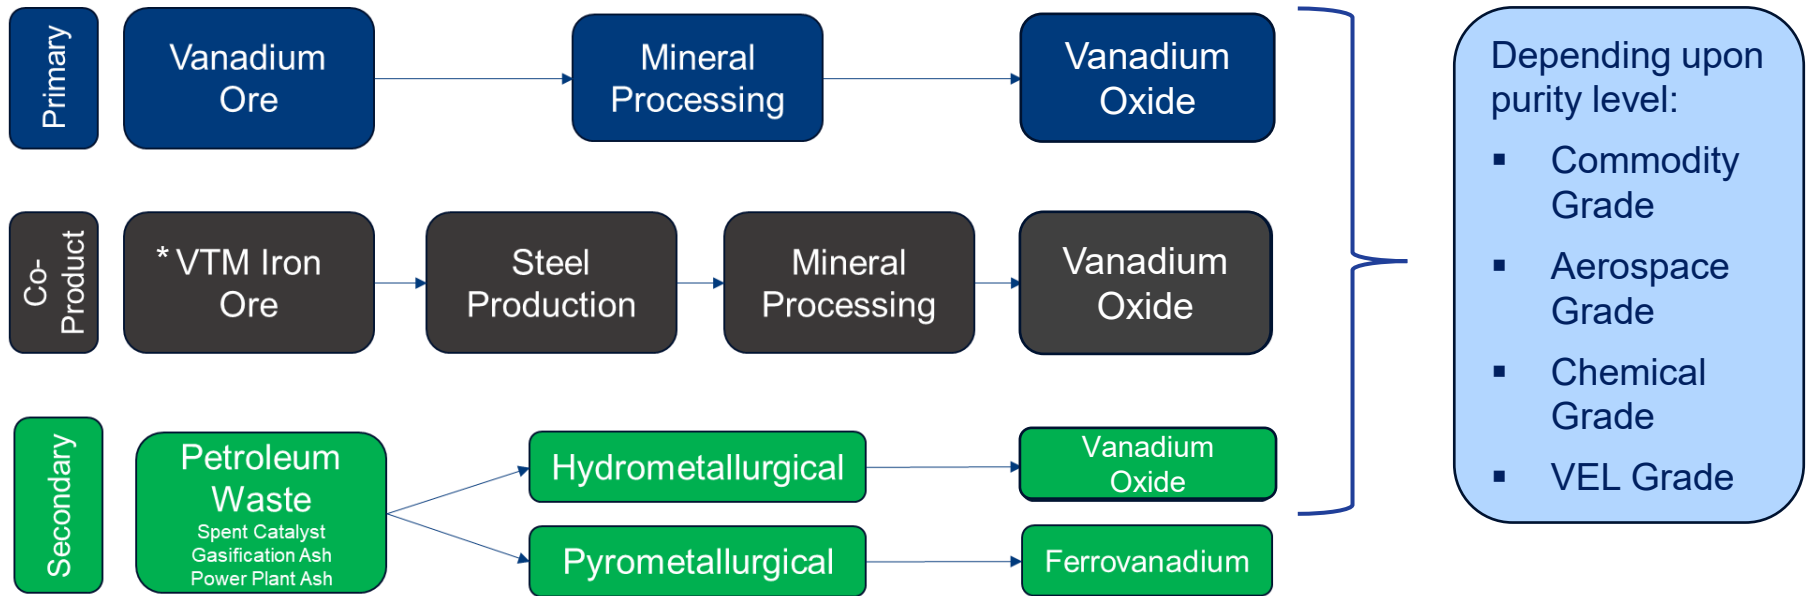 Primary
Vanadium
Ore
Mineral
Processing
Vanadium
Oxide
Co-
Product
* VTM Iron
Ore
Steel
Production
Mineral
Processing
Vanadium
Oxide
Secondary
Petroleum
Waste
Spent Catalyst
Gasification Ash
Power Plant Ash
Hydrometallurgical
Vanadium
Oxide
Pyrometallurgical
Ferrovanadium
Depending upon
purity level:
▪ Commodity
Grade
▪ Aerospace
Grade
▪ Chemical
Grade
▪ VEL Grade